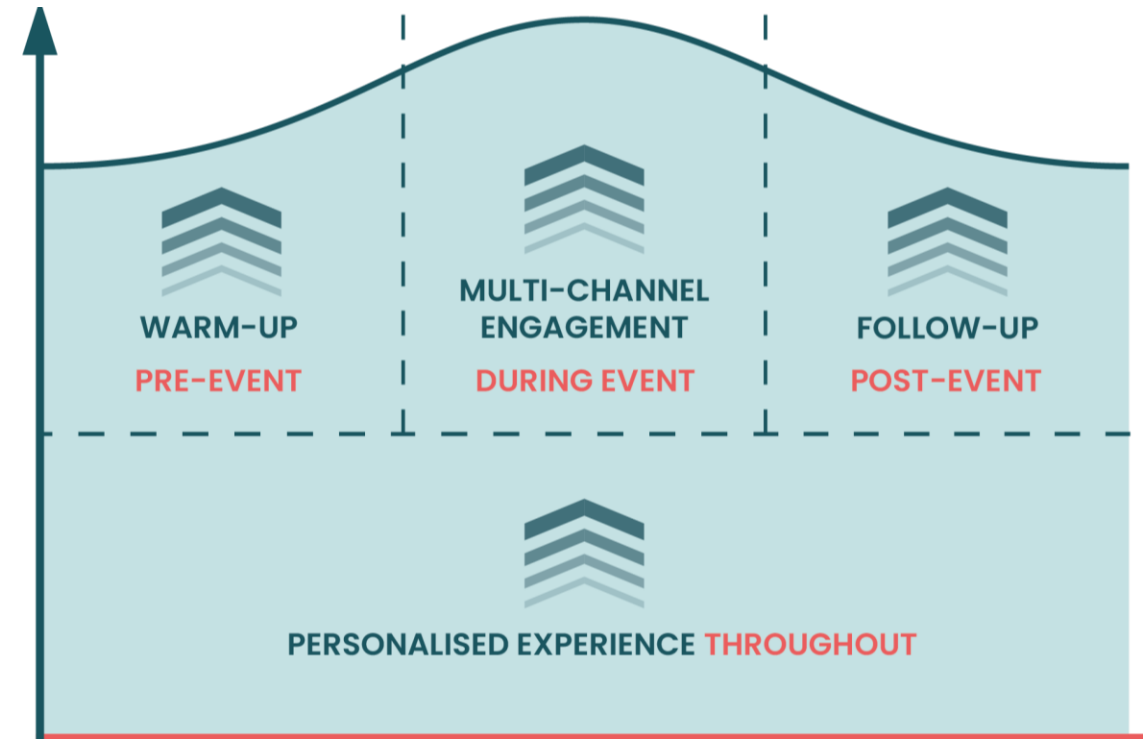 WARM-UP
PRE-EVENT
MULTI-CHANNEL
ENGAGEMENT
DURING EVENT
FOLLOW-UP
POST-EVENT
PERSONALISED EXPERIENCE THROUGHOUT